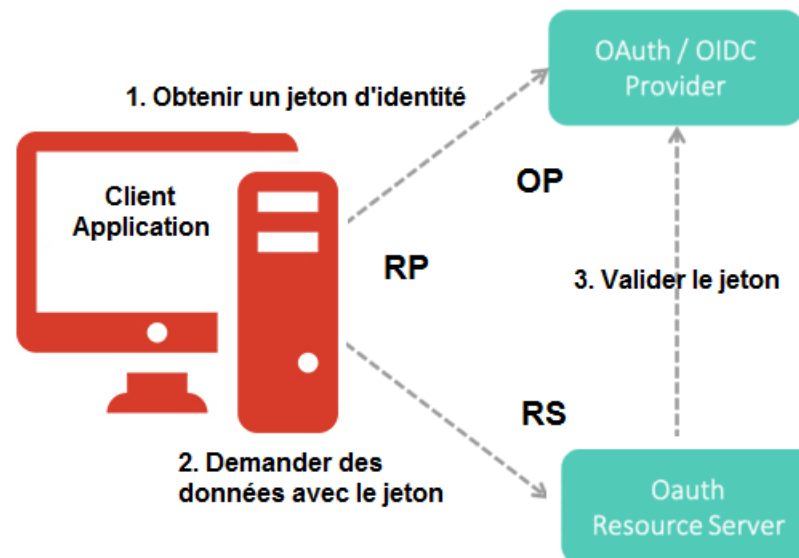 OAuth / OIDC
Provider
1. Obtenir un jeton d'identité
Client
Application
OP
RP
3. Valider le jeton
RS
2. Demander des
données avec le jeton
Oauth
Resource Server